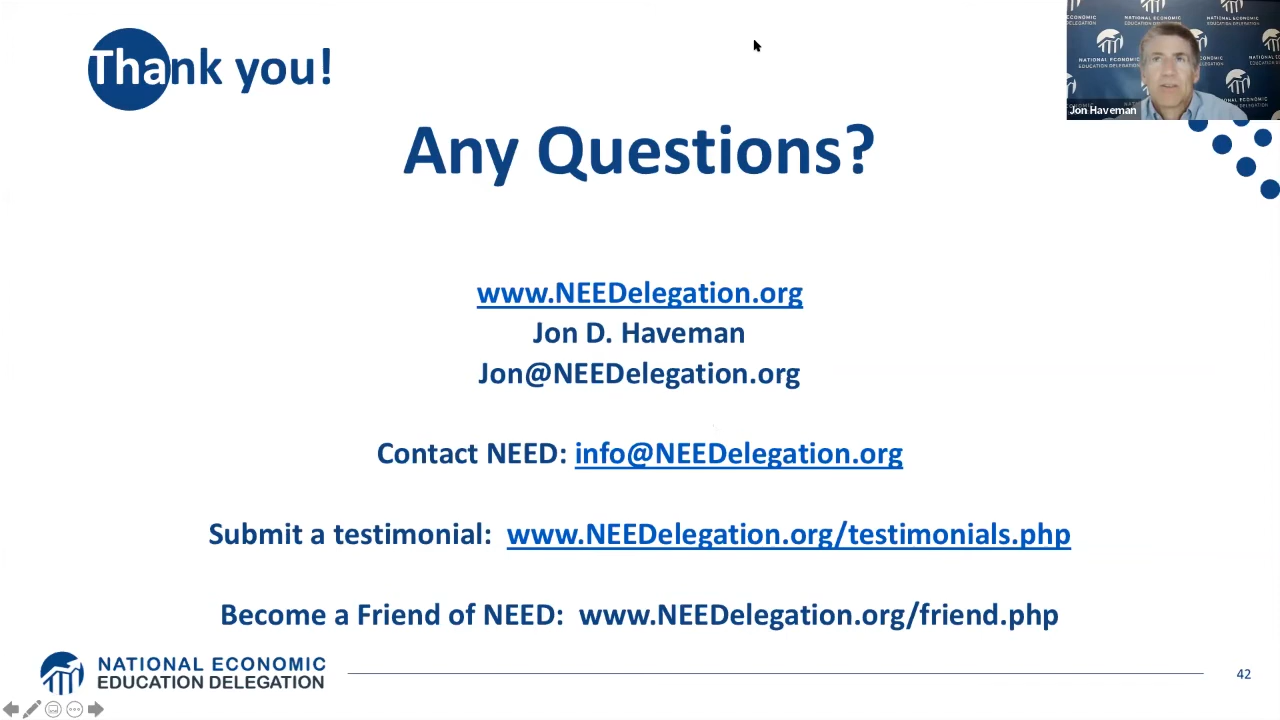 Thank you!
Any Questions?
Jon Haveman
www.NEEDelegation.org
Jon D. Haveman
Jon@NEEDelegation.org
Contact NEED: info@NEEDelegation.org
Submit a testimonial: www.NEEDelegation.org/testimonials.php
Become a Friend of NEED: www.NEEDelegation.org/friend.php
NATIONAL ECONOMIC
EDUCATION DELEGATION
42